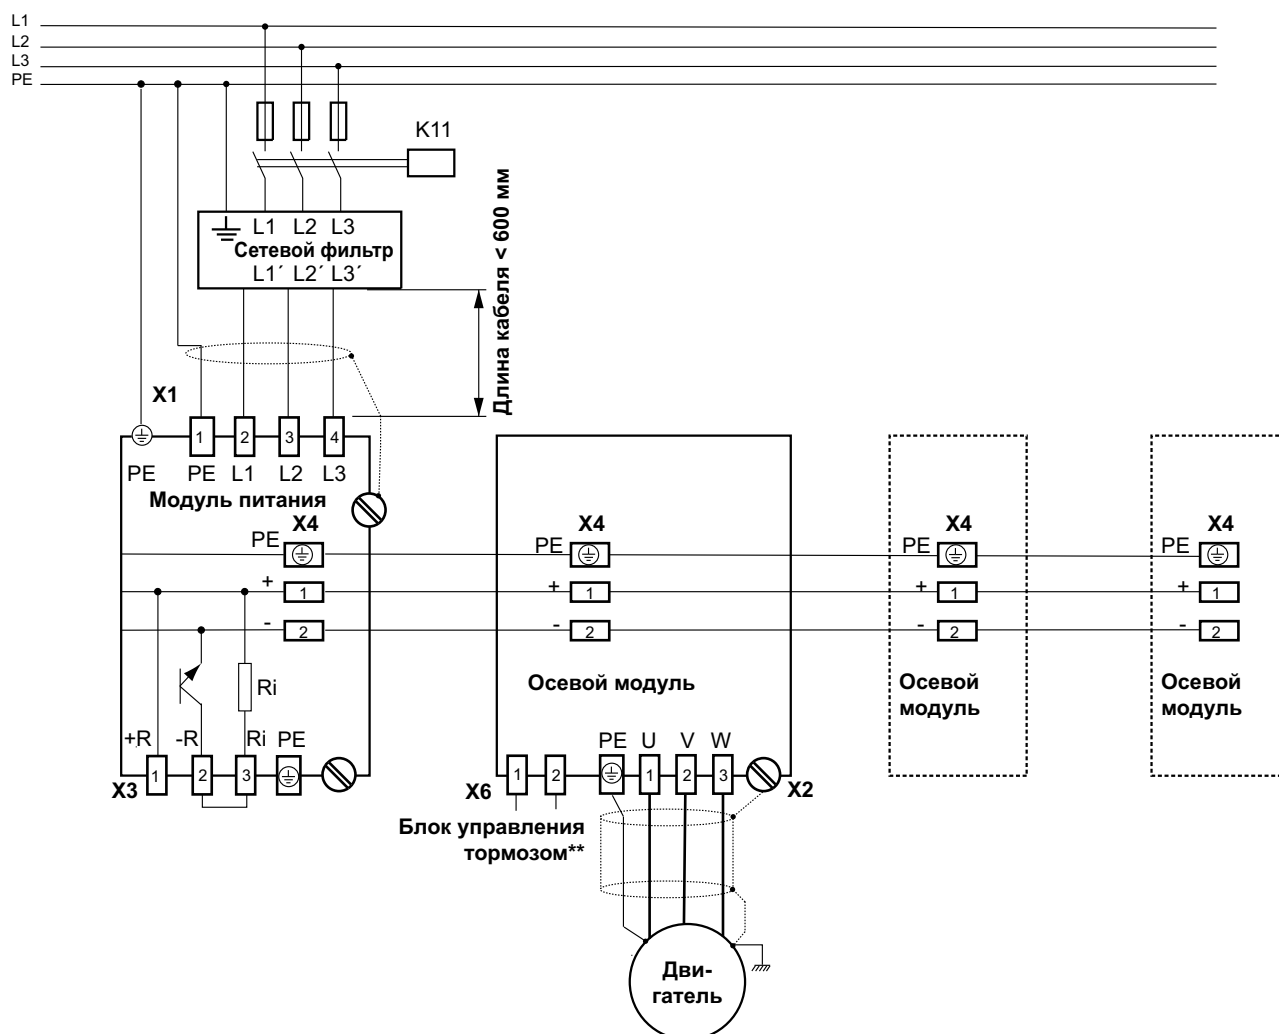 L1
L2
L3
PE
K11
L1 L2 L3
Сетевой фильтр
L1´ L2´ L3´
Длина кабеля < 600 мм
X1
1 2 3 4
PE PE L1 L2 L3
Модуль питания
X4 X4 X4 X4
PE PE PE PE
+ 1 + 1 + 1 + 1
- 2 - 2 - 2 - 2
Ri
Осевой модуль
Осевой
модуль
Осевой
модуль
+R -R Ri PE
X3 1 2 3
PE U V W
X6 1 2 1 2 3 X2
Блок управления
тормозом**
Дви-
гатель